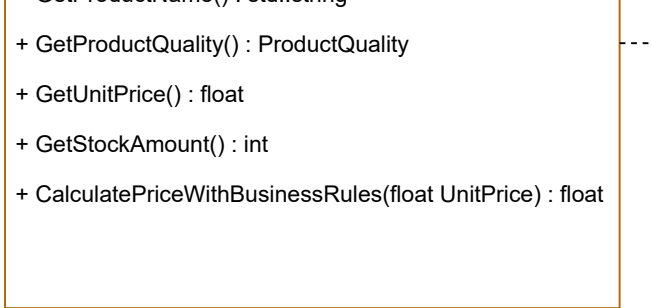 + GetProductQuality() : ProductQuality
+ GetUnitPrice() : float
+ GetStockAmount() : int
+ CalculatePriceWithBusinessRules(float UnitPrice) : float